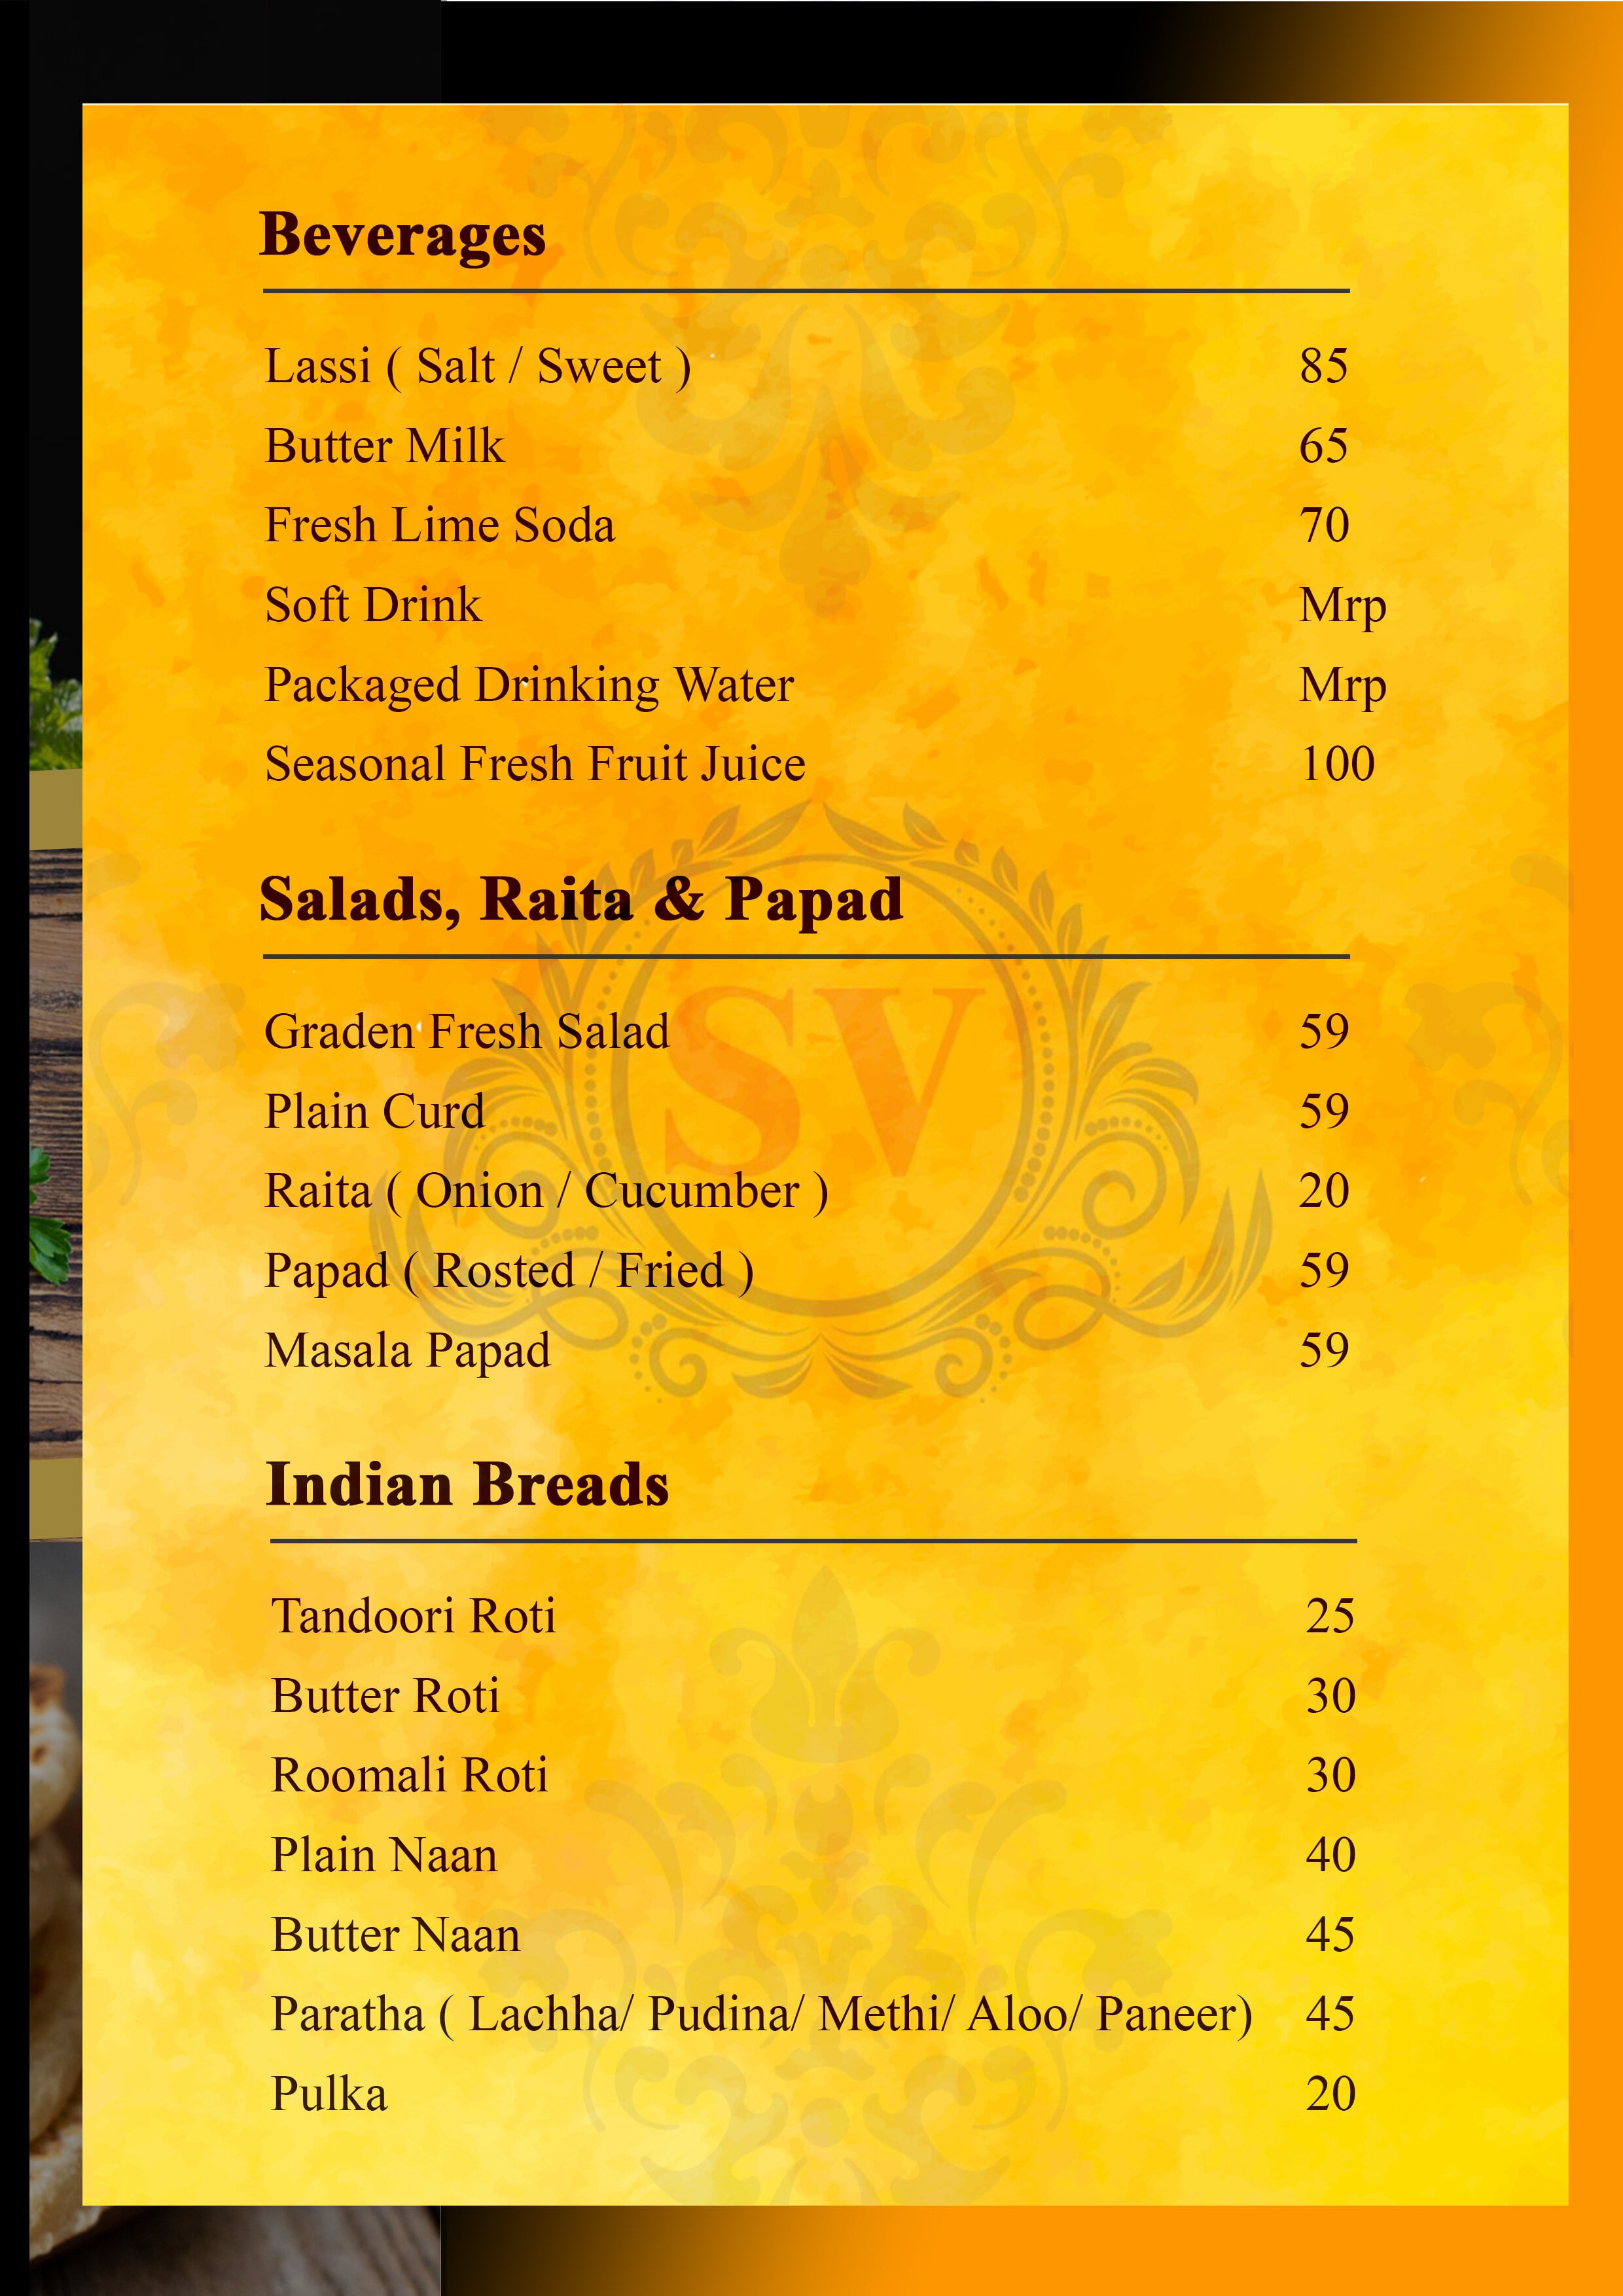 Beverages
Lassi ( Salt / Sweet ) 85
Butter Milk 65
Fresh Lime Soda 70
Soft Drink Mrp
Packaged Drinking Water Mrp
Seasonal Fresh Fruit Juice 100
Salads, Raita & Papad
SV
Graden Fresh Salad 59
Plain Curd 59
Raita ( Onion / Cucumber ) 20
Papad ( Rosted / Fried ) 59
Masala Papad 59
Indian Breads
Tandoori Roti 25
Butter Roti 30
Roomali Roti 30
Plain Naan 40
Butter Naan 45
Paratha ( Lachha/ Pudina/ Methi/ Aloo/ Paneer) 45
Pulka 20